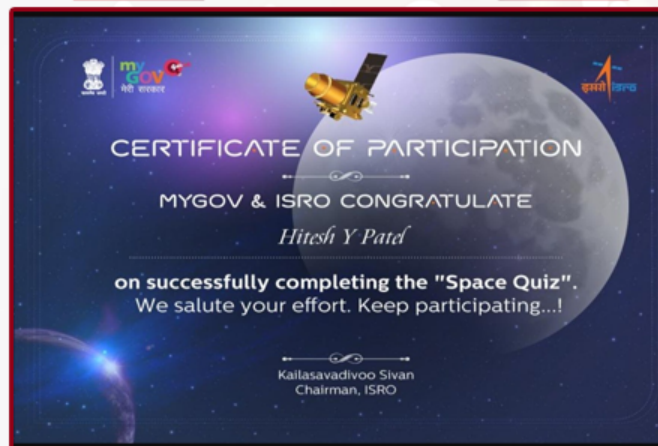 my
GOV
मेरी सरकार
CERTIFICATE OF PARTICIPATION
MYGOV & ISRO CONGRATULATE
Hitesh Y Patel
on successfully completing the "Space Quiz".
We salute your effort. Keep participating...!
Kailasavadivoo Sivan
Chairman, ISRO